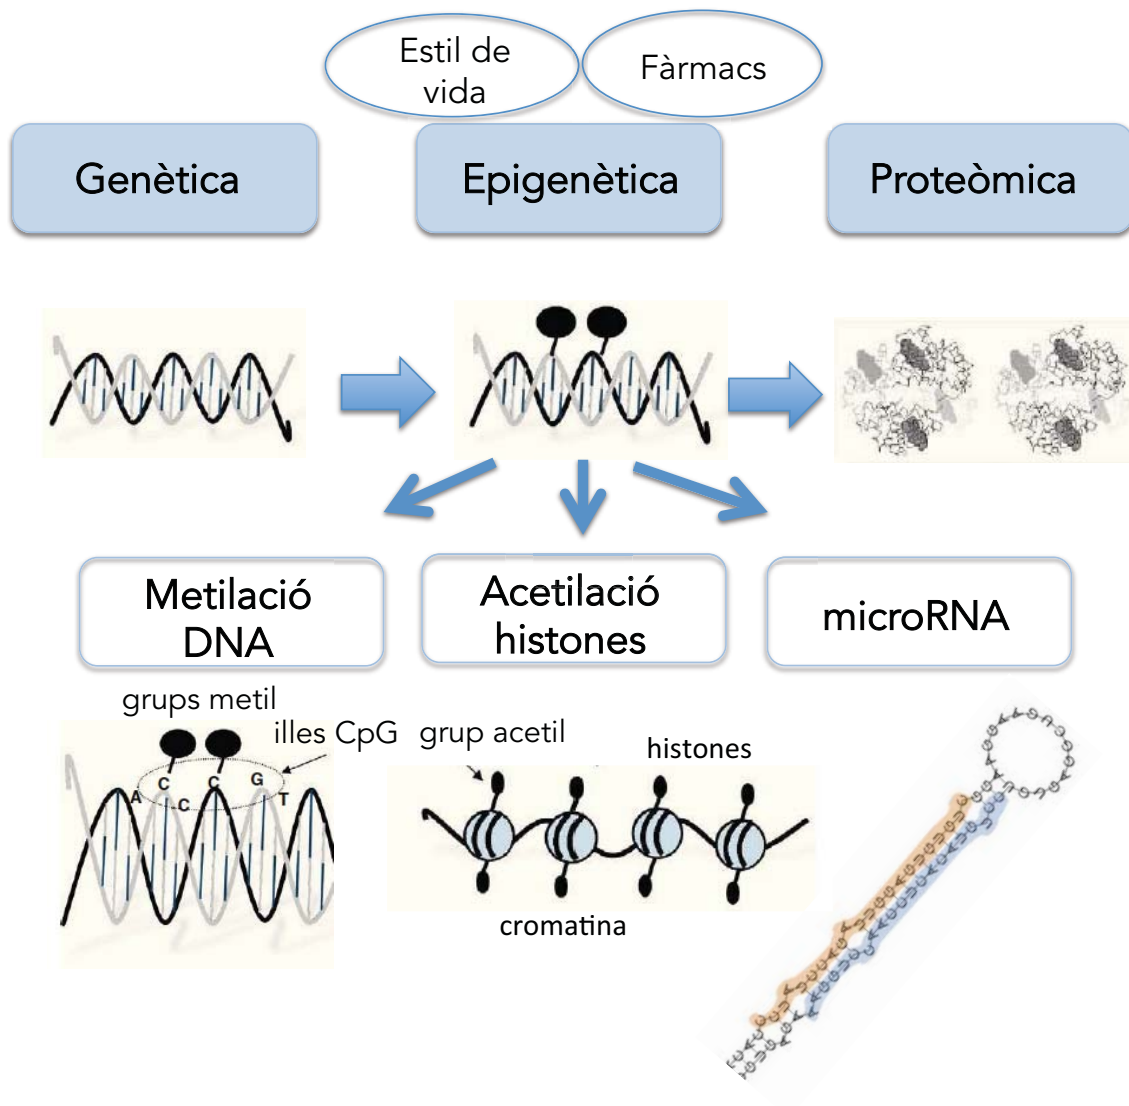 Estil de
vida
Fàrmacs
Genètica
Epigenètica
Proteòmica
Metilació
DNA
Acetilació
histones
microRNA
grups metil
illes CpG
grup acetil
histones
A C C C G T
cromatina